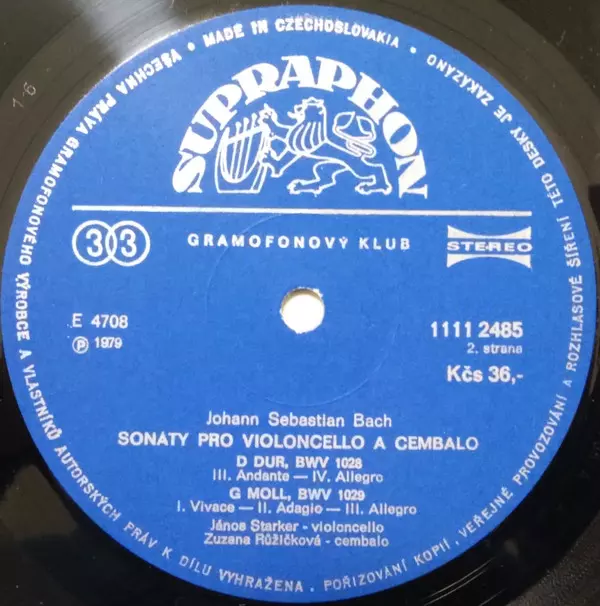 MADE IN CZECHOSLOVAKIA • VŠECHNA PRÁVA GRAMOFONOVÉHO VÝROBCE A VLASTNÍKŮ AUTORSKÝCH PRÁV K DÍLU VYHRAŽENA. POŘIZOVÁNÍ KOPIÍ, VEŘEJNÉ PROVOZOVÁNÍ A ROZHLASOVÉ ŠÍŘENÍ TÉTO DESKY JE ZAKÁZÁNO
16
SUPRAPHON
33
GRAMOFONOVÝ KLUB
STEREO
E 4708
1111 2485
Ⓟ 1979
2. strana
Kčs 36,-
Johann Sebastian Bach
SONATY PRO VIOLONCELLO A CEMBALO
D DUR, BWV 1028
III. Andante — IV. Allegro
G MOLL, BWV 1029
I. Vivace — II. Adagio — III. Allegro
János Starker - violoncello
Zuzana Růžičková - cembalo